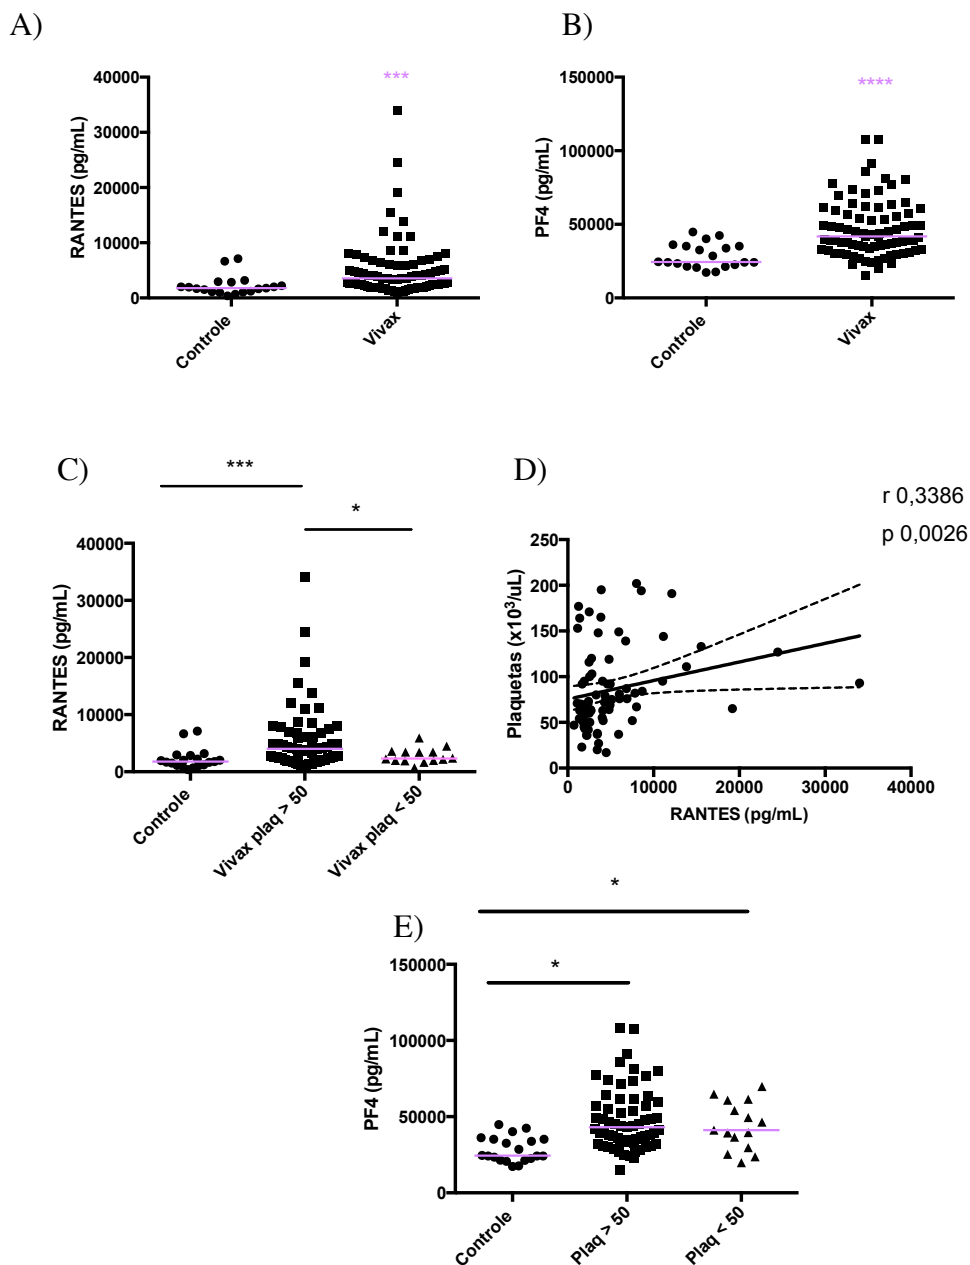 A)
B)
***
****
40000
30000
20000
10000
0
RANTES (pg/mL)
Controle
Vivax
150000
100000
50000
0
PF4 (pg/mL)
Controle
Vivax
C)
***
*
40000
30000
20000
10000
0
RANTES (pg/mL)
Controle
Vivax plaq > 50
Vivax plaq < 50
D)
r 0,3386
p 0,0026
250
200
150
100
50
0
Plaquetas (x10³/uL)
0 10000 20000 30000 40000
RANTES (pg/mL)
E)
*
*
150000
100000
50000
0
PF4 (pg/mL)
Controle
Plaq > 50
Plaq < 50